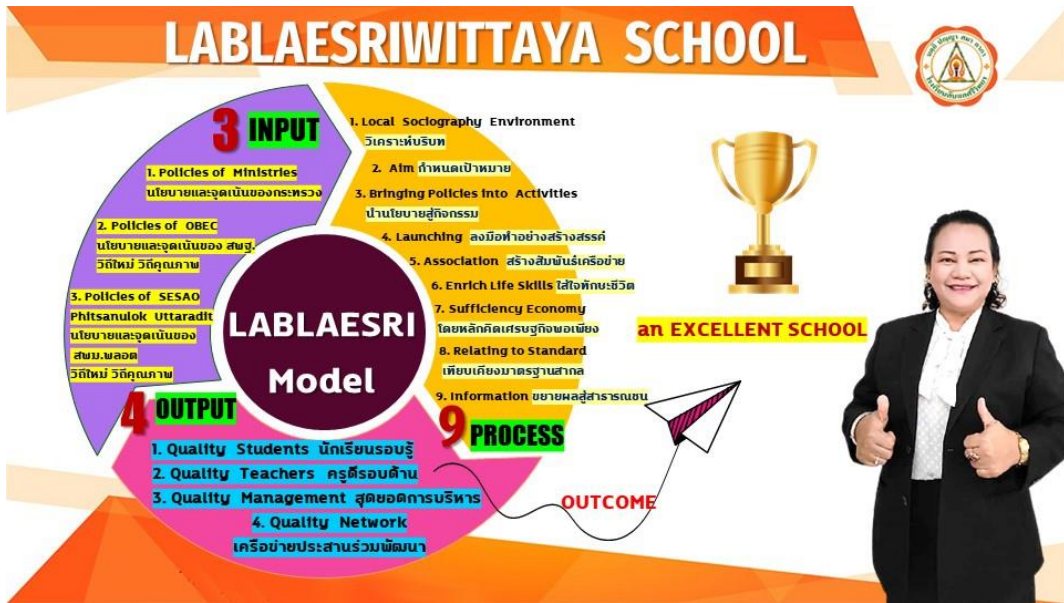 LABLAESRIWITTAYA SCHOOL
3 INPUT
1. Policies of Ministries
นโยบายและจุดเน้นของกระทรวง
2. Policies of OBEC
นโยบายและจุดเน้นของ สพฐ.
วิถีใหม่ วิถีคุณภาพ
3. Policies of SESAO
Phitsanulok Uttaradit
นโยบายและจุดเน้นของ
สพม.พลอต
วิถีใหม่ วิถีคุณภาพ
1. Local Sociography Environment
วิเคราะห์บริบท
2. Aim กำหนดเป้าหมาย
3. Bringing Policies into Activities
นำนโยบายสู่กิจกรรม
4. Launching ลงมือทำอย่างสร้างสรรค์
5. Association สร้างสัมพันธ์เครือข่าย
6. Enrich Life Skills ใส่ใจทักษะชีวิต
7. Sufficiency Economy
โดยหลักคิดเศรษฐกิจพอเพียง
8. Relating to Standard
เทียบเคียงมาตรฐานสากล
9. Information ขยายผลสู่สาธารณชน
9 PROCESS
LABLAESRI
Model
4 OUTPUT
1. Quality Students นักเรียนรอบรู้
2. Quality Teachers ครูดีรอบด้าน
3. Quality Management สุดยอดการบริหาร
4. Quality Network
เครือข่ายประสานร่วมพัฒนา
OUTCOME
an EXCELLENT SCHOOL